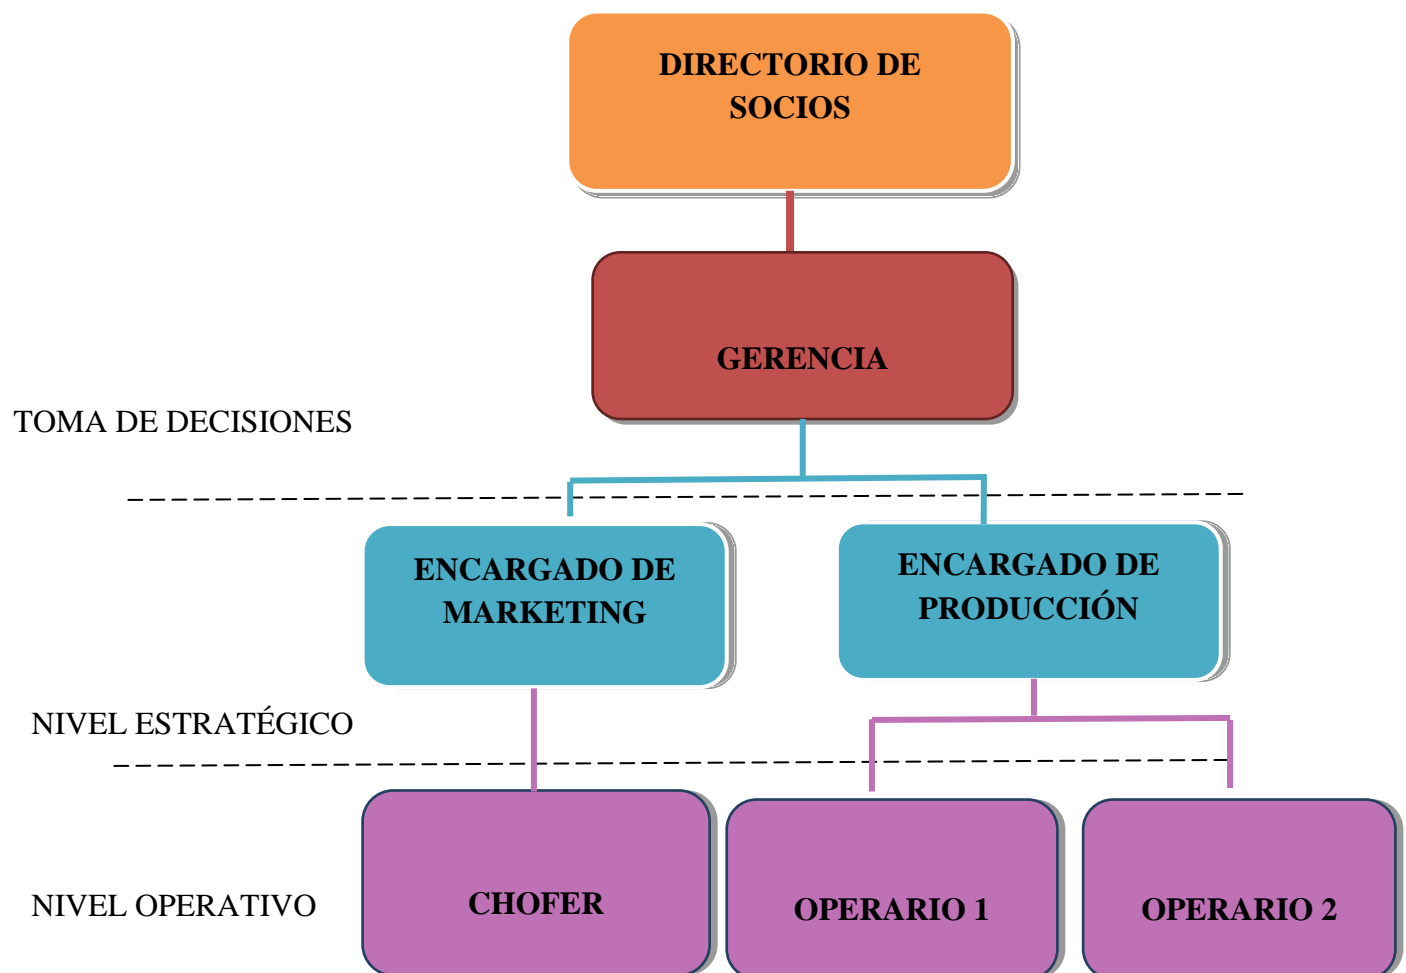 DIRECTORIO DE
SOCIOS
GERENCIA
TOMA DE DECISIONES
ENCARGADO DE
MARKETING
ENCARGADO DE
PRODUCCIÓN
NIVEL ESTRATÉGICO
NIVEL OPERATIVO
CHOFER
OPERARIO 1
OPERARIO 2